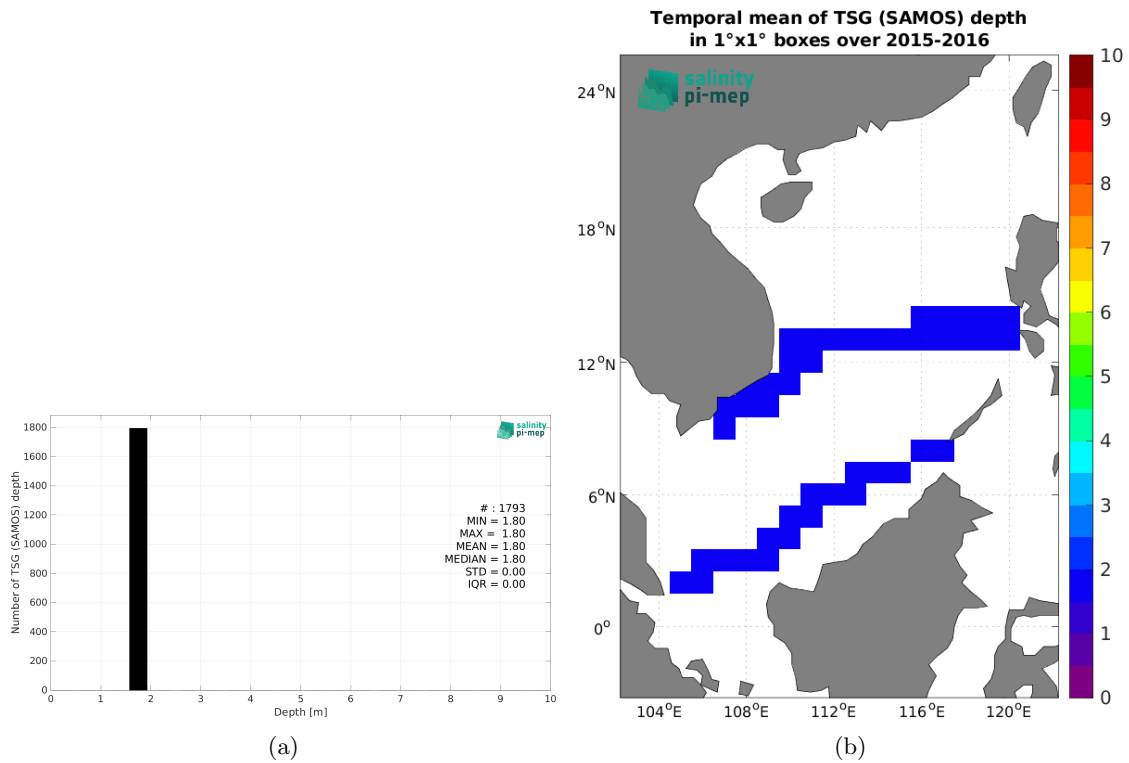 Number of TSG (SAMOS) depth
1800
1600
1400
1200
1000
800
600
400
200
0
0 1 2 3 4 5 6 7 8 9 10
Depth [m]
salinity
pi-mep
# : 1793
MIN = 1.80
MAX = 1.80
MEAN = 1.80
MEDIAN = 1.80
STD = 0.00
IQR = 0.00
(a)
Temporal mean of TSG (SAMOS) depth
in 1°x1° boxes over 2015-2016
salinity
pi-mep
24°N
18°N
12°N
6°N
0°
104°E 108°E 112°E 116°E 120°E
10
9
8
7
6
5
4
3
2
1
0
(b)